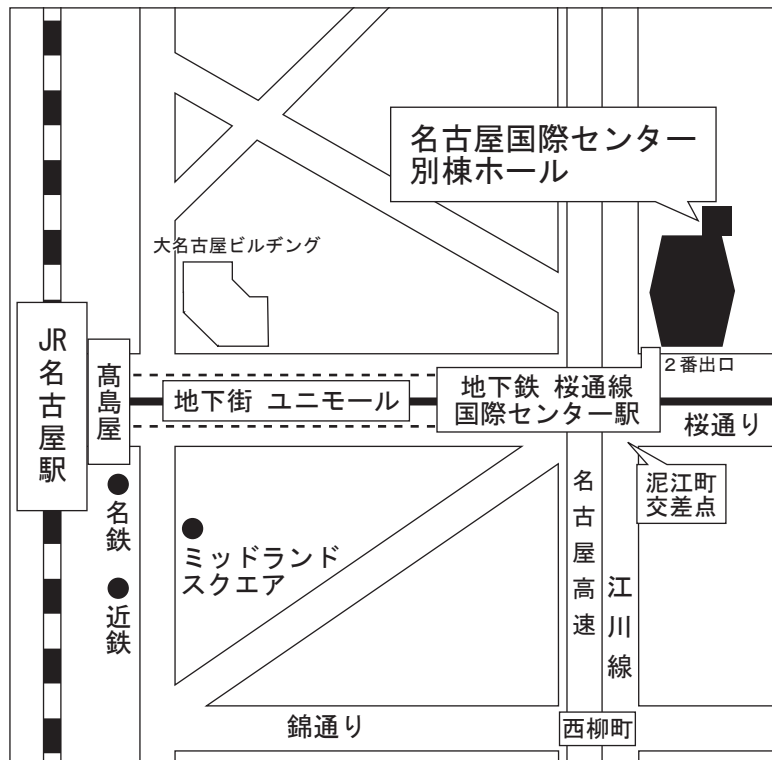 名古屋国際センター
別棟ホール
大名古屋ビルヂング
JR名古屋駅
髙島屋
地下街 ユニモール
地下鉄 桜通線
国際センター駅
２番出口
桜通り
泥江町
交差点
名鉄
ミッドランド
スクエア
近鉄
名古屋高速
江川線
錦通り
西柳町